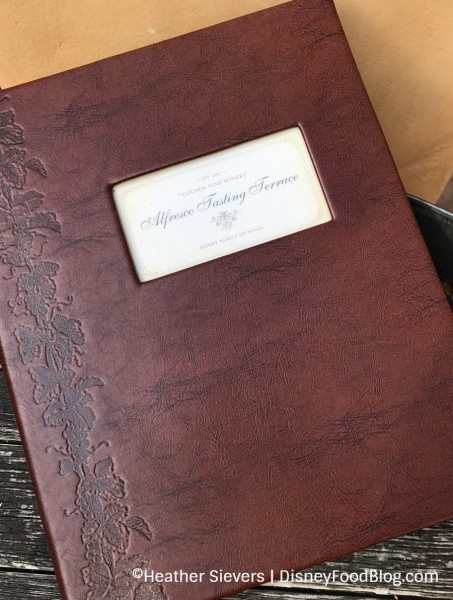 GOLDEN VINE WINERY
Alfresco Tasting Terrace
DISNEY FAMILY OF WINES
©Heather Sievers | DisneyFoodBlog.com